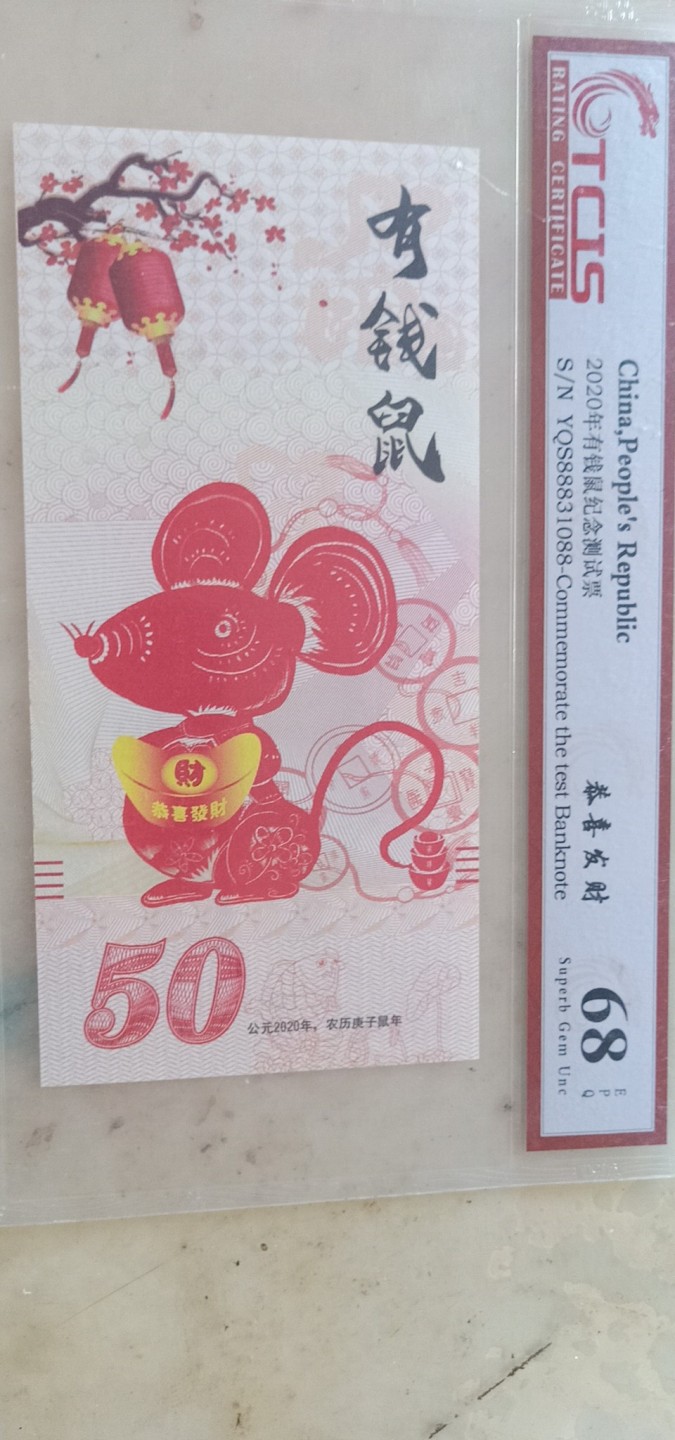 有钱鼠
財
恭喜發財
50
公元2020年，农历庚子鼠年
TCIS
RATING CERTIFICATE
China,People's Republic
2020年有钱鼠纪念测试票
S/N YQS88831088-Commemorate the test Banknote
恭喜发财
68
EPQ
Superb Gem Unc